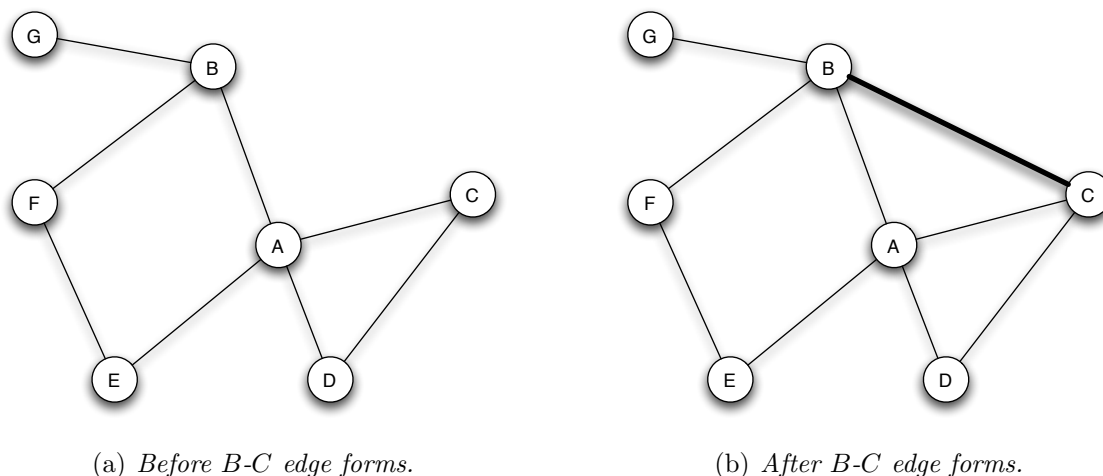 G
B
F
C
A
E
D
G
B
F
C
A
E
D
(a) Before B-C edge forms.
(b) After B-C edge forms.